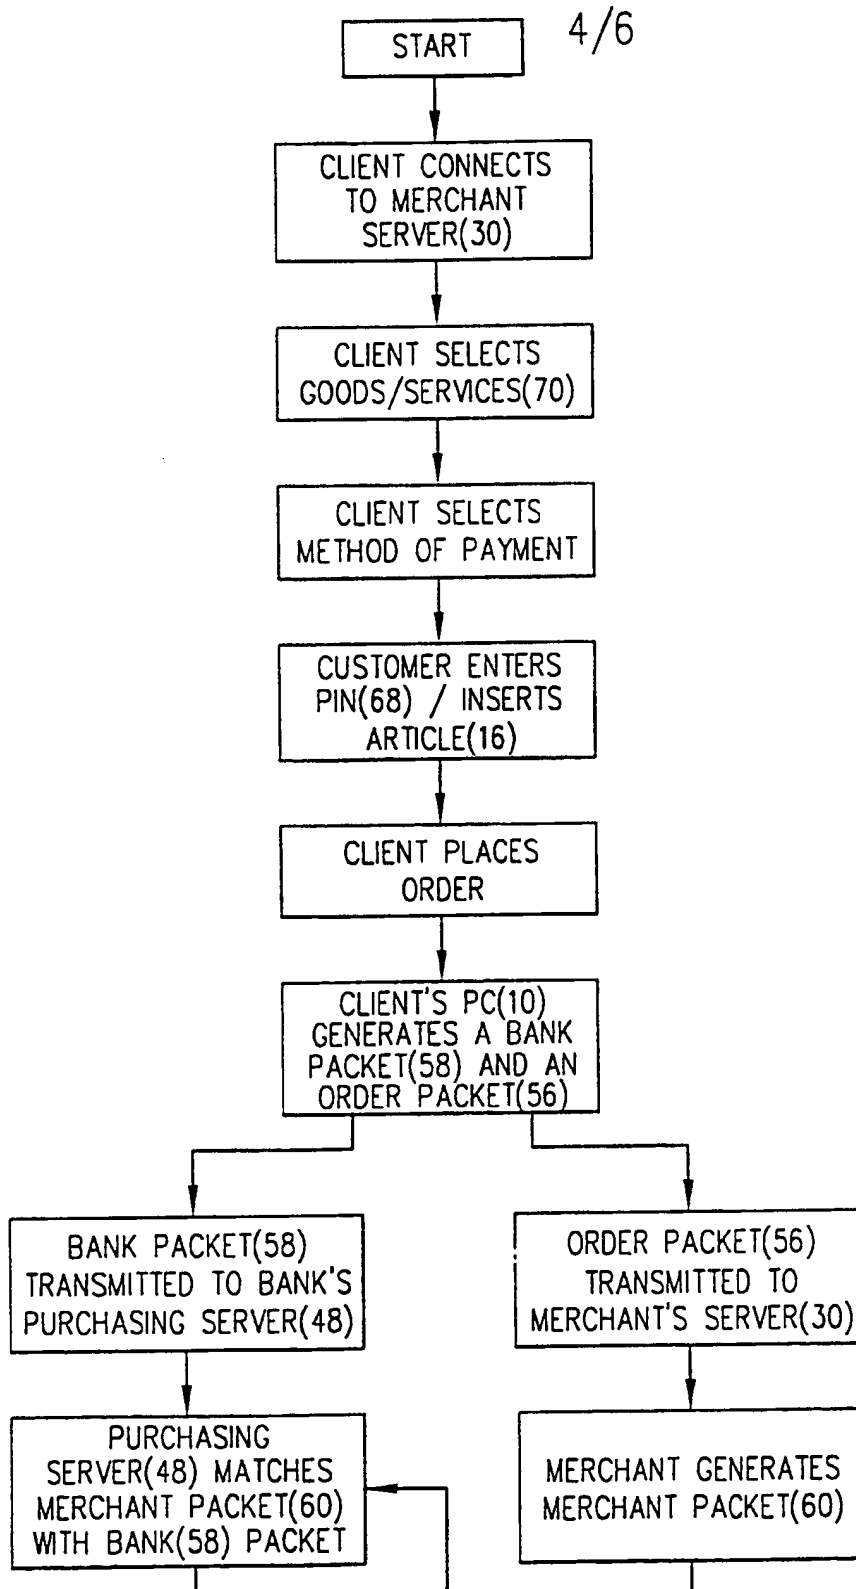 START
4/6
CLIENT CONNECTS
TO MERCHANT
SERVER(30)
CLIENT SELECTS
GOODS/SERVICES(70)
CLIENT SELECTS
METHOD OF PAYMENT
CUSTOMER ENTERS
PIN(68) / INSERTS
ARTICLE(16)
CLIENT PLACES
ORDER
CLIENT'S PC(10)
GENERATES A BANK
PACKET(58) AND AN
ORDER PACKET(56)
BANK PACKET(58)
TRANSMITTED TO BANK'S
PURCHASING SERVER(48)
ORDER PACKET(56)
TRANSMITTED TO
MERCHANT'S SERVER(30)
PURCHASING
SERVER(48) MATCHES
MERCHANT PACKET(60)
WITH BANK(58) PACKET
MERCHANT GENERATES
MERCHANT PACKET(60)